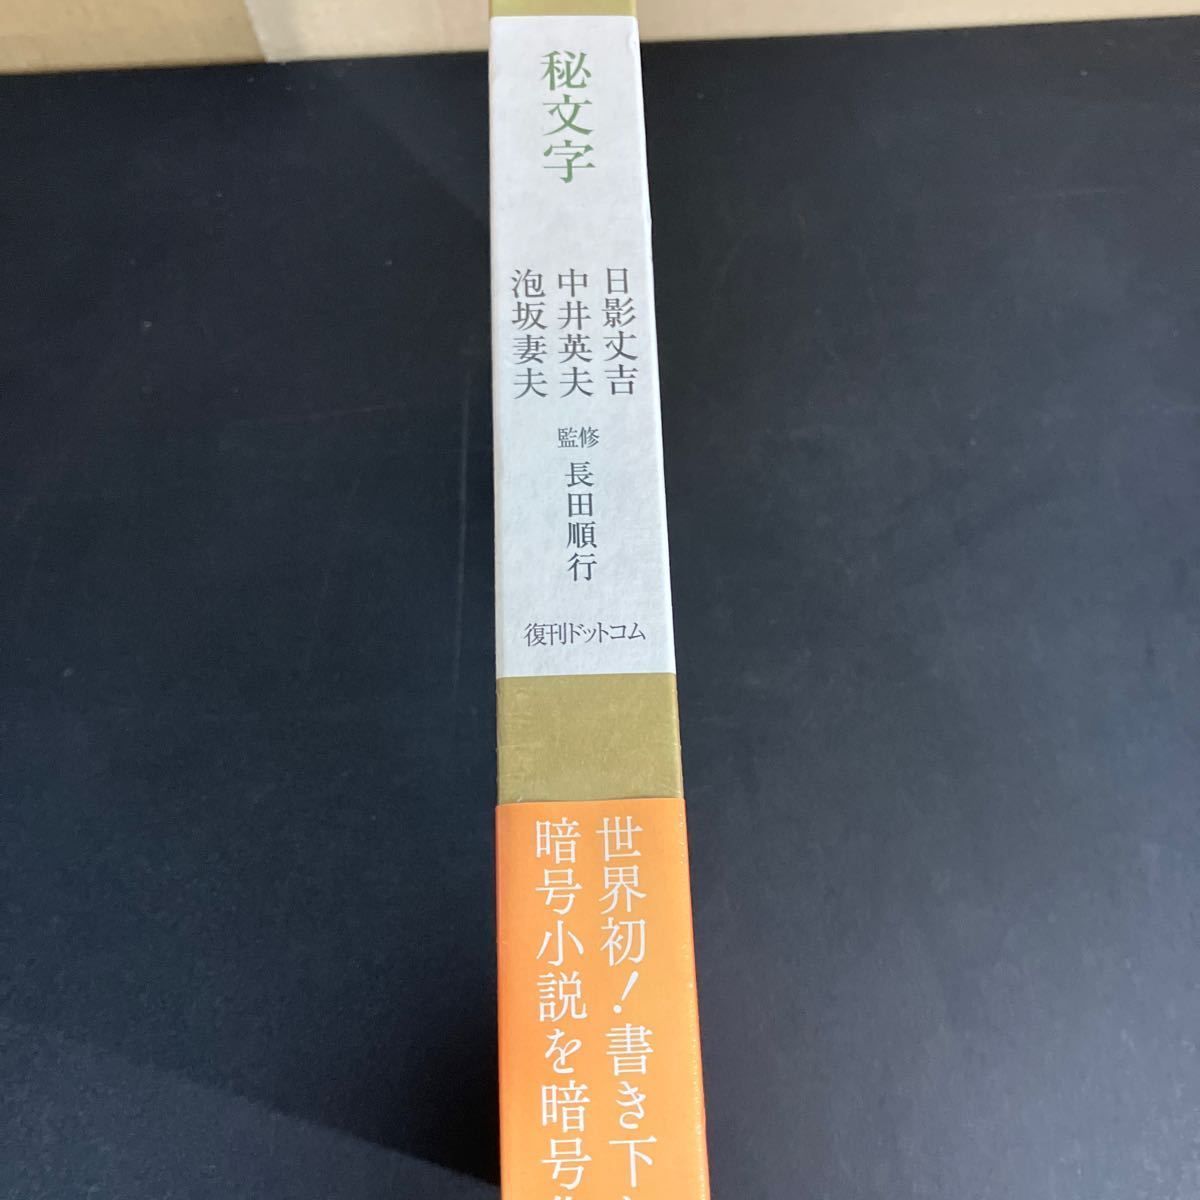 秘文字
日影丈吉
中井英夫
泡坂妻夫
監修 長田順行
復刊ドットコム
世界初！書き下
暗号小説を暗号